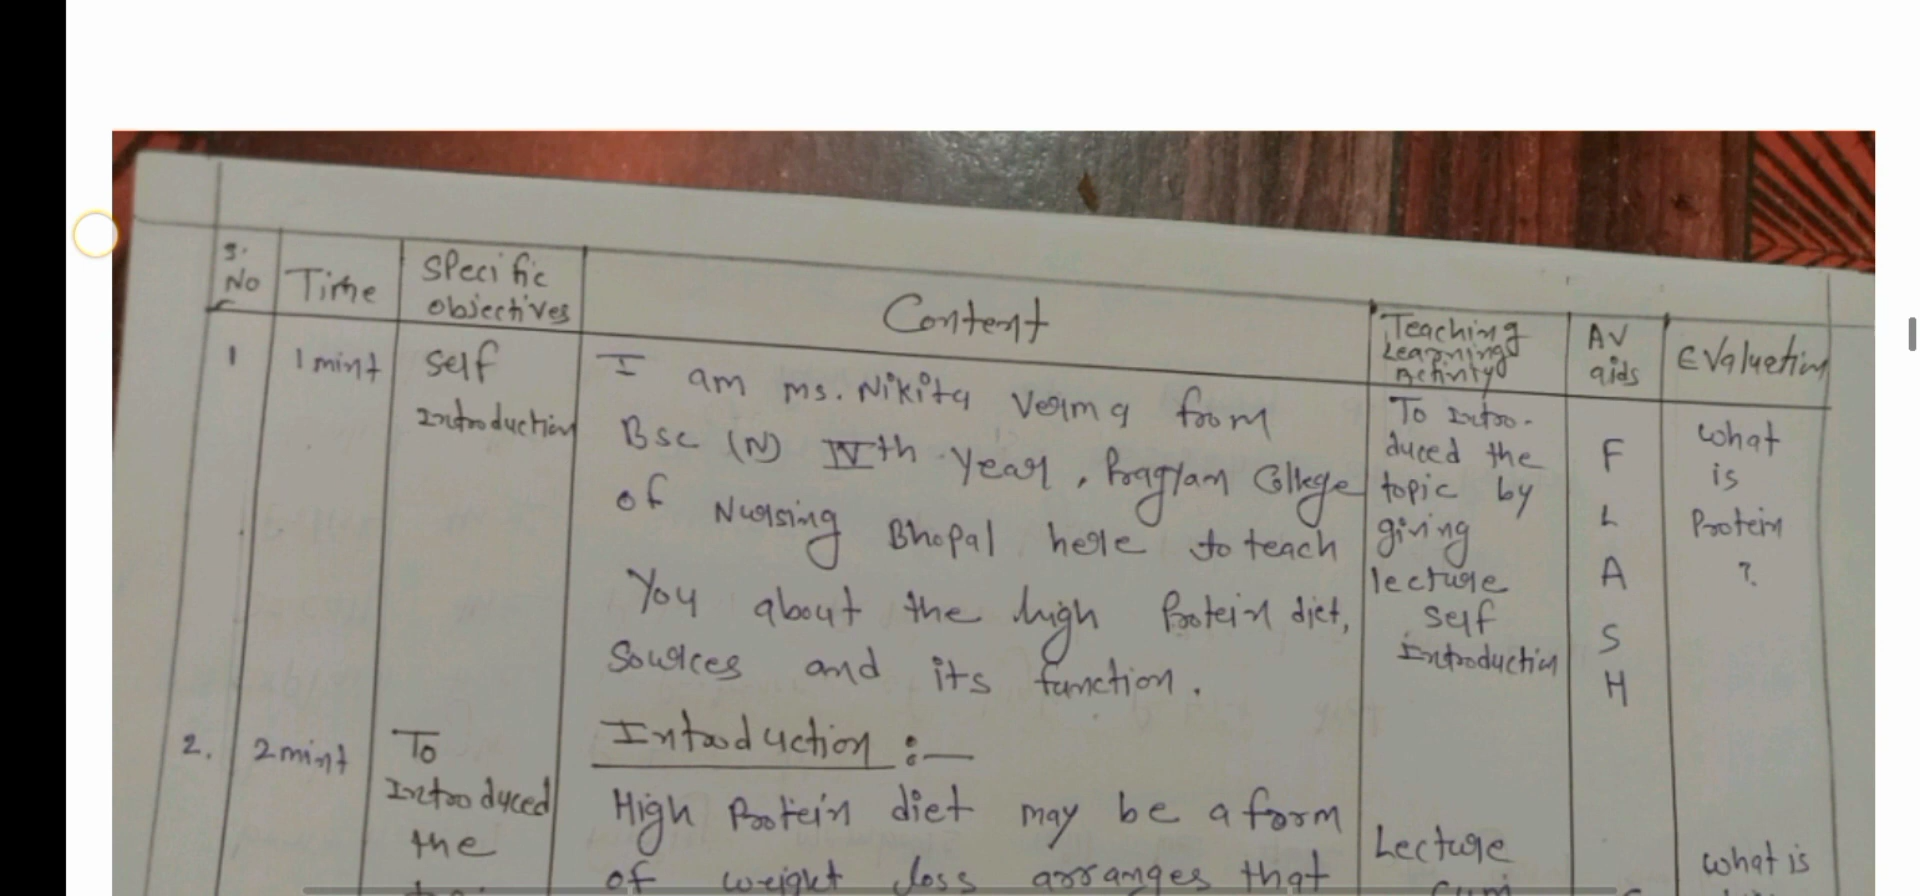 S. No
Time
Specific
objectives
Content
Teaching
Learning
Activity
AV
aids
Evaluation
1
1 mint
Self
Introduction
I am ms. Nikita Verma from
Bsc (N) IVth Year, Pragyan College
of Nursing Bhopal here to teach
You about the high Protein diet,
Sources and its function.
To Intro-
duced the
topic by
giving
lecture
Self
Introduction
F
L
A
S
H
What
is
Protein
?
2.
2 mint
To
Introduced
the
Introduction :-
High Protein diet may be a form
of weight loss arranges that
Lecture
Cum
What is